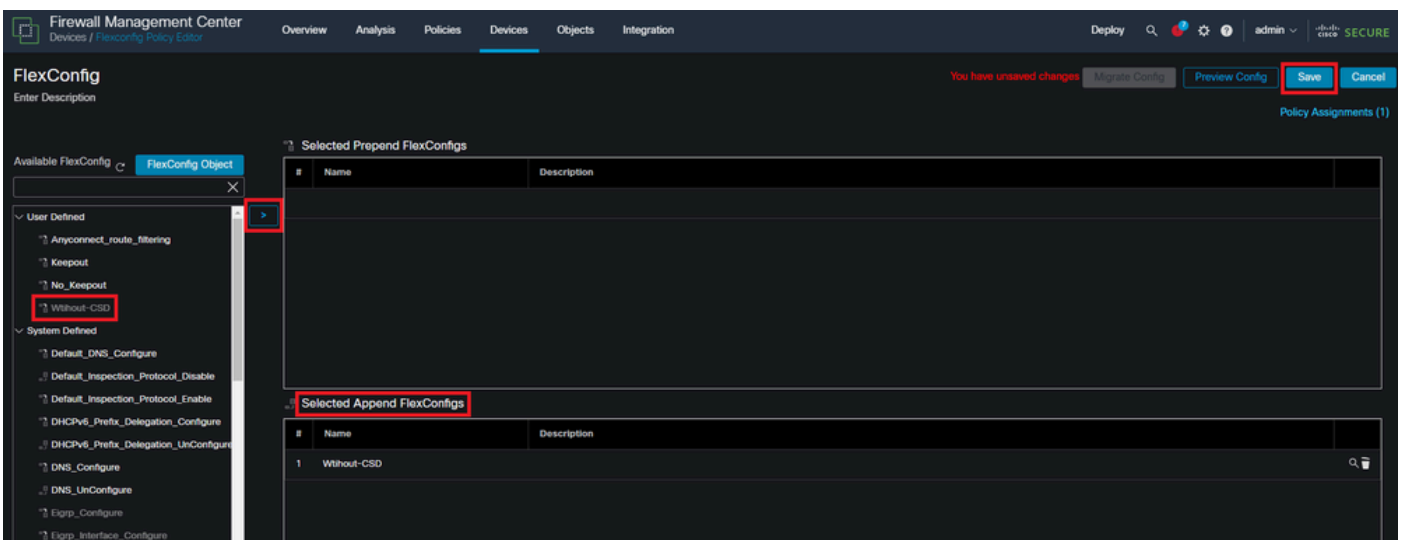 Firewall Management Center
Devices / Flexconfig Policy Editor
Overview Analysis Policies Devices Objects Integration
Deploy 7 admin cisco SECURE
FlexConfig
Enter Description
You have unsaved changes Migrate Config Preview Config Save Cancel
Policy Assignments (1)
Available FlexConfig FlexConfig Object
User Defined
Anyconnect_route_filtering
Keepout
No_Keepout
Wtihout-CSD
System Defined
Default_DNS_Configure
Default_Inspection_Protocol_Disable
Default_Inspection_Protocol_Enable
DHCPv6_Prefix_Delegation_Configure
DHCPv6_Prefix_Delegation_UnConfigure
DNS_Configure
DNS_UnConfigure
Eigrp_Configure
Eigrp_Interface_Configure
>
Selected Prepend FlexConfigs
# Name Description
Selected Append FlexConfigs
# Name Description
1 Wtihout-CSD